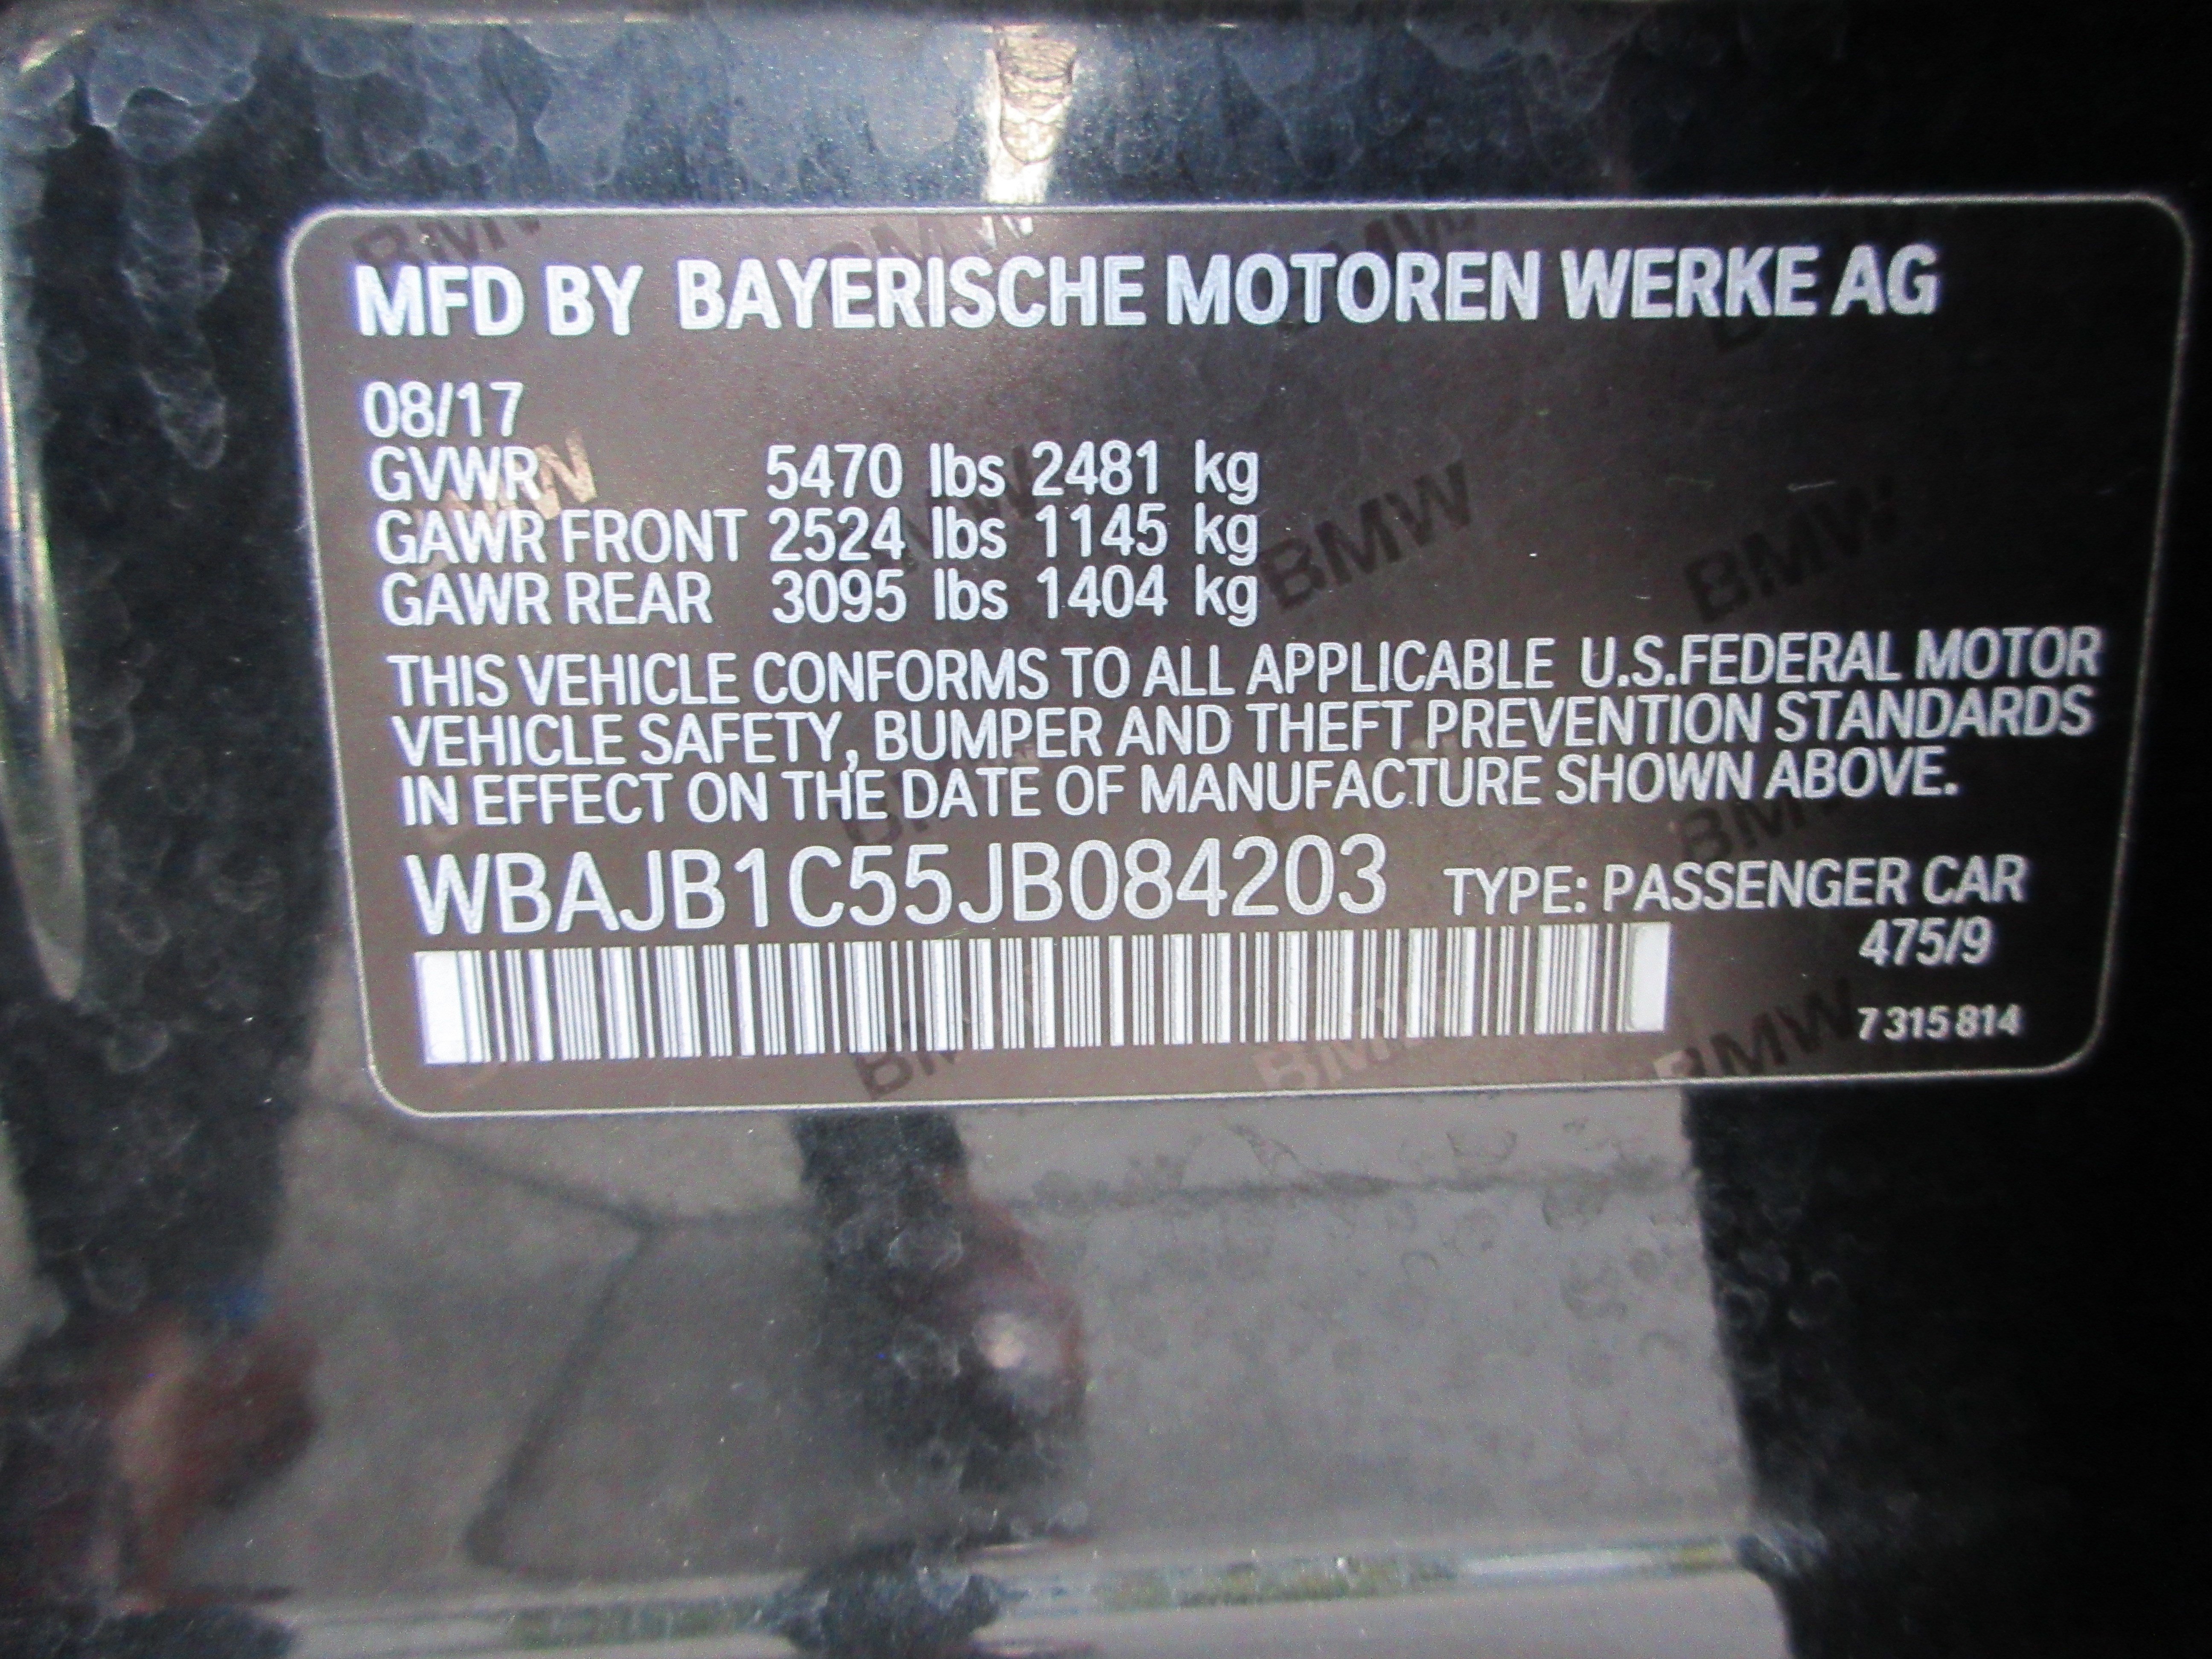 MFD BY BAYERISCHE MOTOREN WERKE AG
08/17
GVWR 5470 lbs 2481 kg
GAWR FRONT 2524 lbs 1145 kg
GAWR REAR 3095 lbs 1404 kg
THIS VEHICLE CONFORMS TO ALL APPLICABLE U.S.FEDERAL MOTOR
VEHICLE SAFETY, BUMPER AND THEFT PREVENTION STANDARDS
IN EFFECT ON THE DATE OF MANUFACTURE SHOWN ABOVE.
WBAJB1C55JB084203 TYPE: PASSENGER CAR
475/9
7 315 814